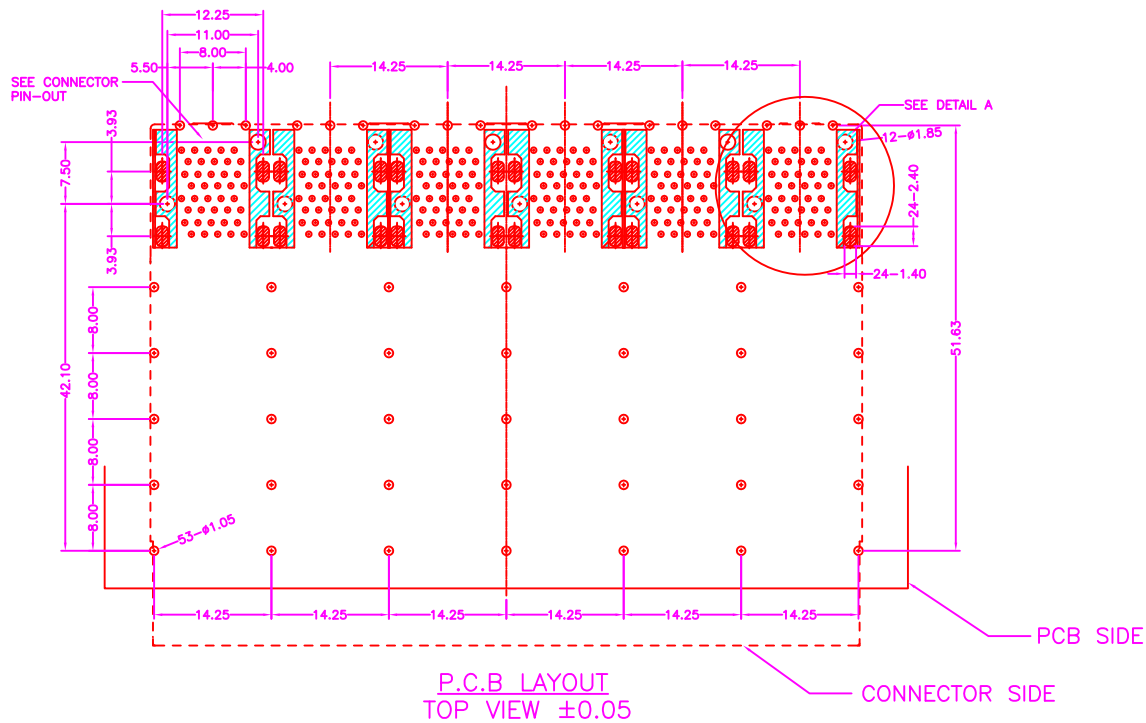 12.25
11.00
8.00
5.50
4.00
14.25
14.25
14.25
14.25
SEE CONNECTOR
PIN-OUT
SEE DETAIL A
12-ø1.85
3.93
7.50
3.93
24-2.40
24-1.40
42.10
8.00
8.00
8.00
8.00
51.63
53-ø1.05
14.25
14.25
14.25
14.25
14.25
14.25
PCB SIDE
CONNECTOR SIDE
P.C.B LAYOUT
TOP VIEW ±0.05